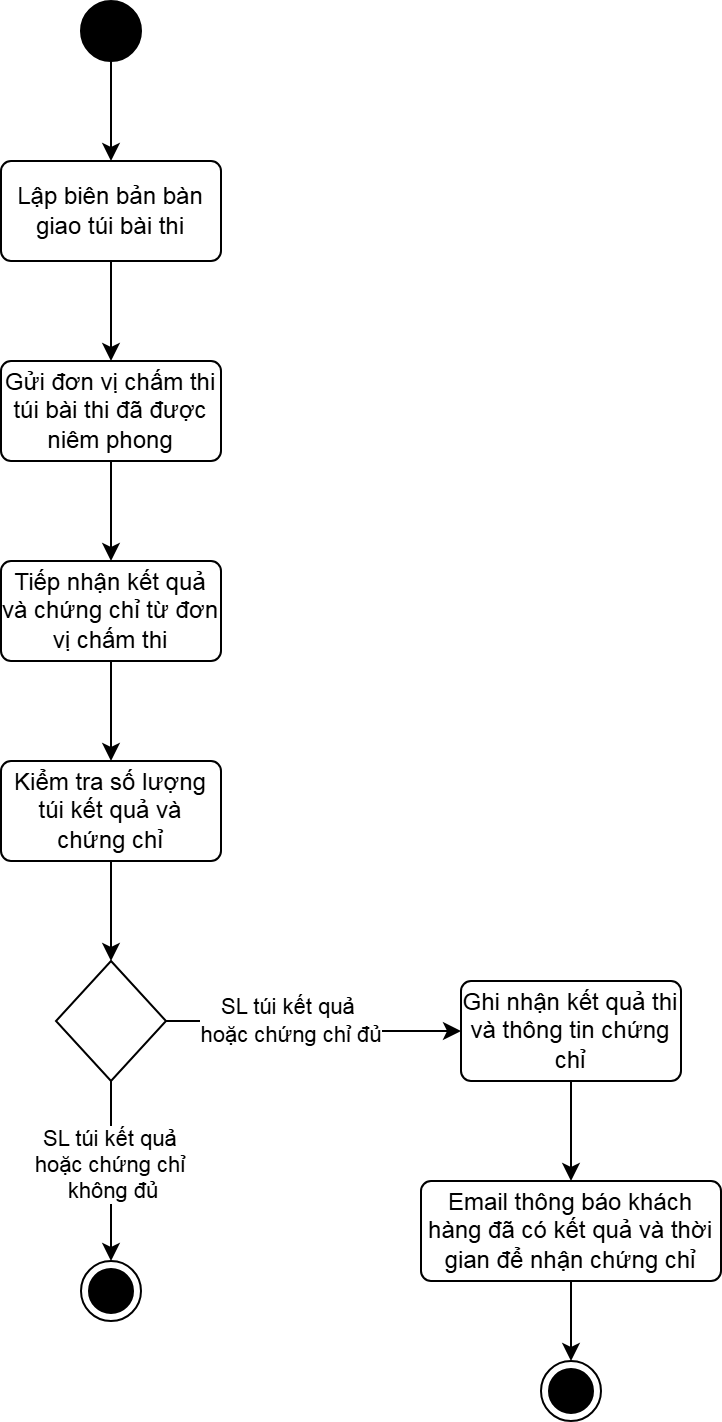 Lập biên bản bàn
giao túi bài thi
Gửi đơn vị chấm thi
túi bài thi đã được
niêm phong
Tiếp nhận kết quả
và chứng chỉ từ đơn
vị chấm thi
Kiểm tra số lượng
túi kết quả và
chứng chỉ
SL túi kết quả
hoặc chứng chỉ đủ
Ghi nhận kết quả thi
và thông tin chứng
chỉ
SL túi kết quả
hoặc chứng chỉ
không đủ
Email thông báo khách
hàng đã có kết quả và thời
gian để nhận chứng chỉ